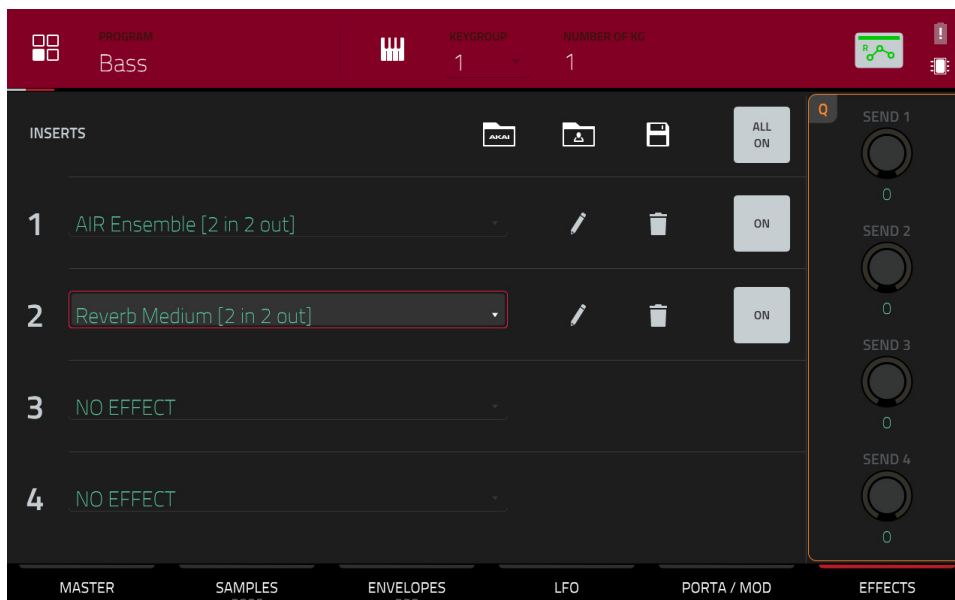 PROGRAM
Bass
KEYGROUP
1
NUMBER OF KG
1
R
!
INSERTS
AKAI
ALL
ON
1
AIR Ensemble [2 in 2 out]
ON
2
Reverb Medium [2 in 2 out]
ON
3
NO EFFECT
4
NO EFFECT
Q
SEND 1
0
SEND 2
0
SEND 3
0
SEND 4
0
MASTER
SAMPLES
ENVELOPES
LFO
PORTA / MOD
EFFECTS